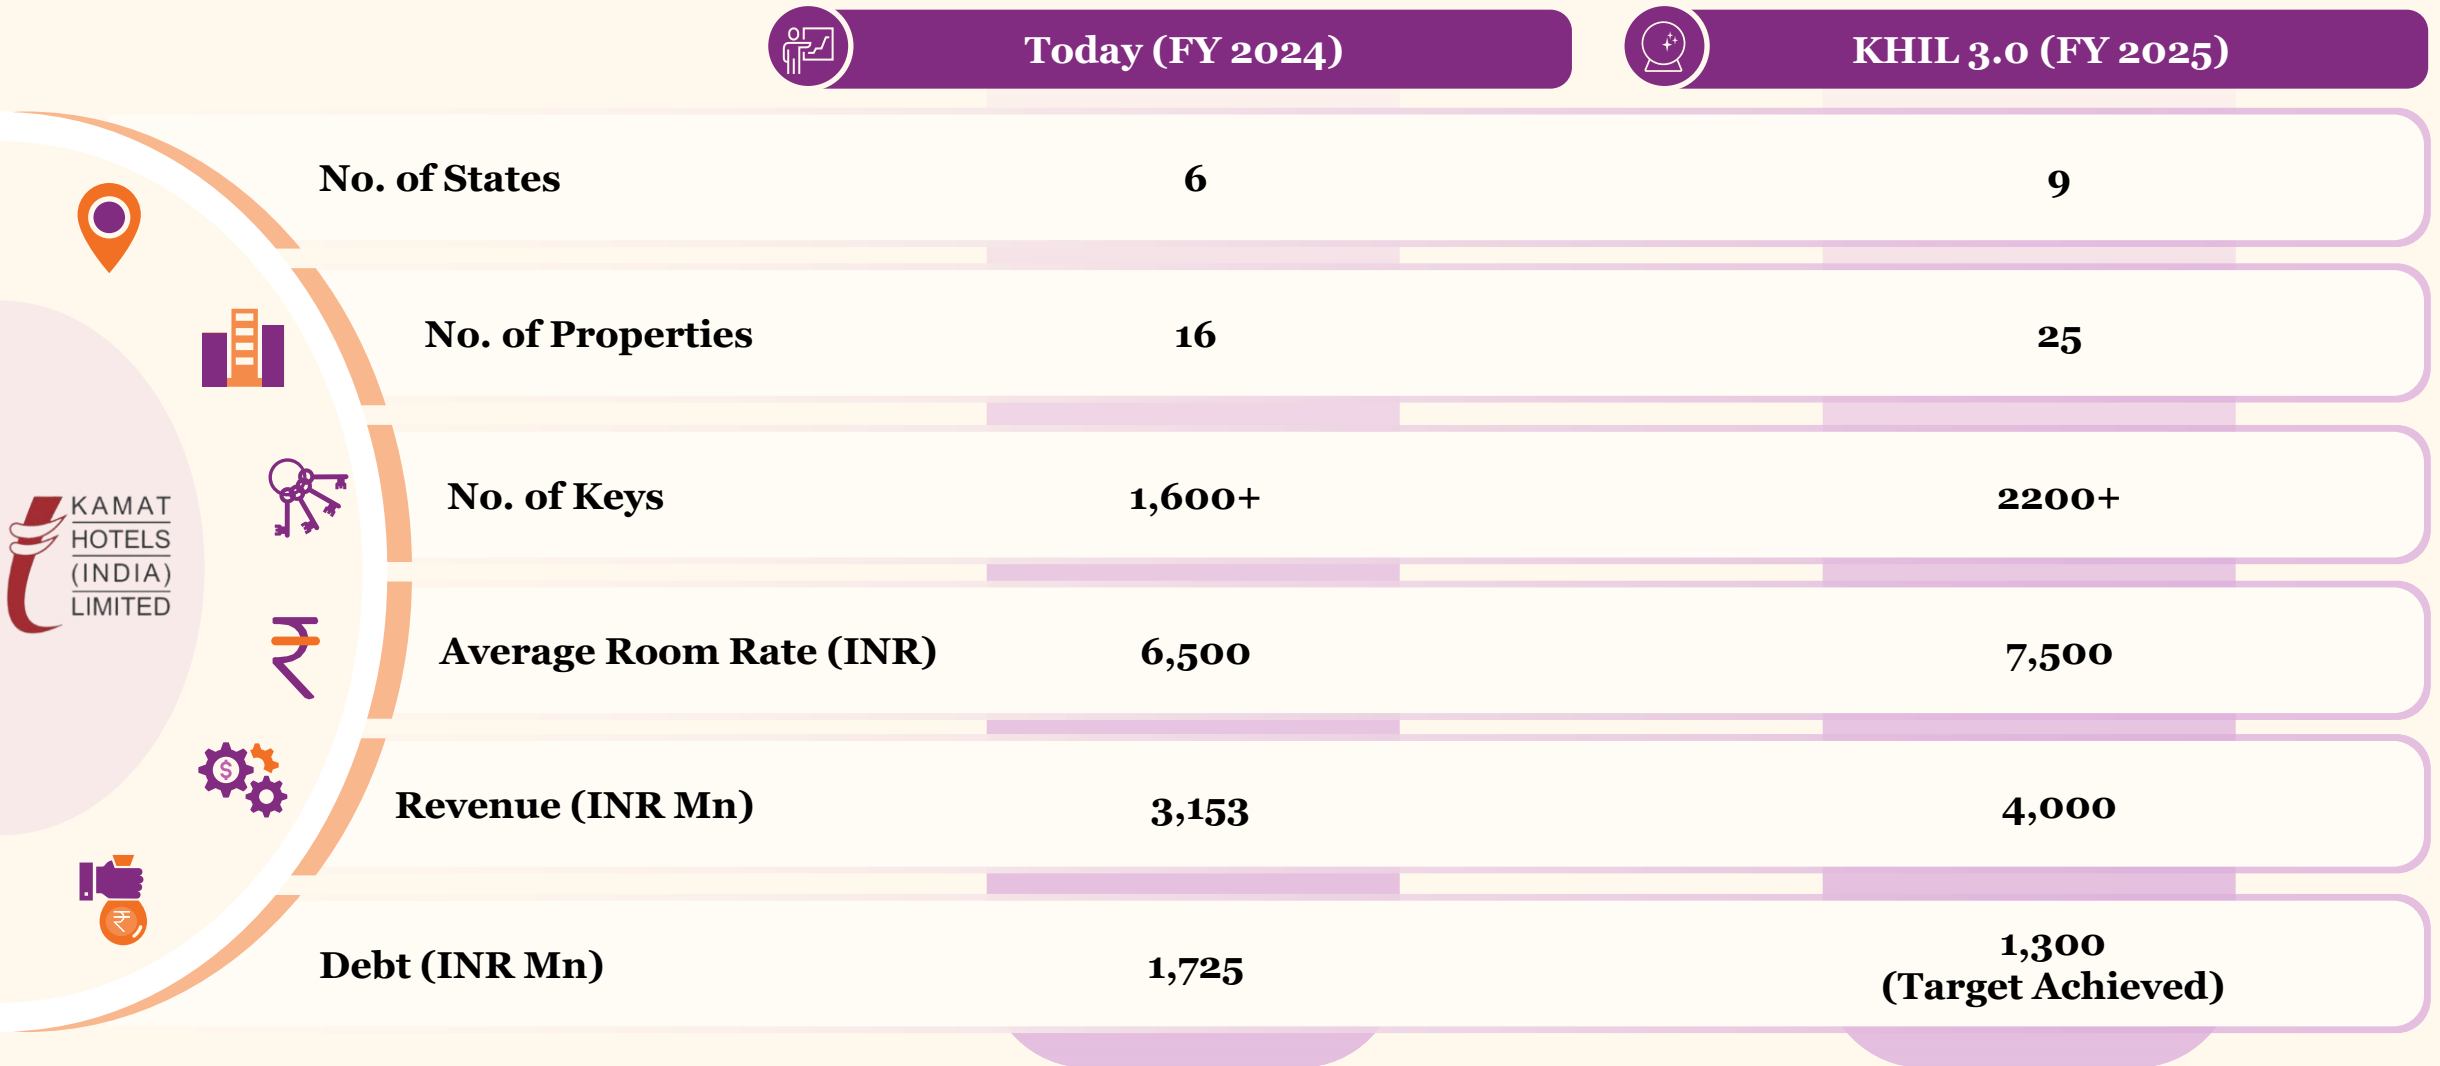 Today (FY 2024)
KHIL 3.0 (FY 2025)
No. of States
6
9
No. of Properties
16
25
No. of Keys
1,600+
2200+
KAMAT
HOTELS
(INDIA)
LIMITED
Average Room Rate (INR)
6,500
7,500
Revenue (INR Mn)
3,153
4,000
Debt (INR Mn)
1,725
1,300
(Target Achieved)